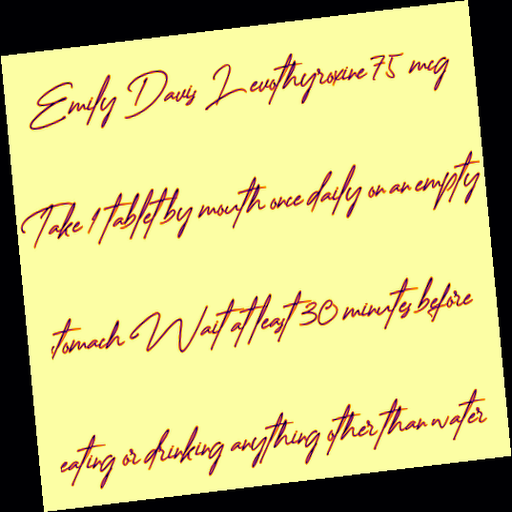 Emily Davis Levothyroxine 75 mcg
Take 1 tablet by mouth once daily on an empty
stomach Wait at least 30 minutes before
eating or drinking anything other than water